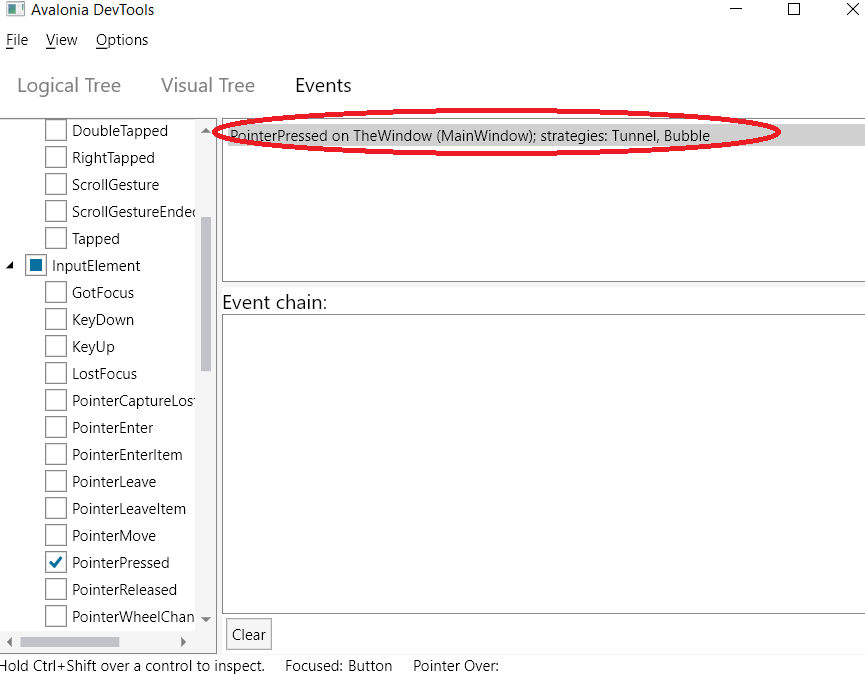 Avalonia DevTools
File View Options
Logical Tree Visual Tree Events
DoubleTapped
RightTapped
ScrollGesture
ScrollGestureEnded
Tapped
InputElement
GotFocus
KeyDown
KeyUp
LostFocus
PointerCaptureLos
PointerEnter
PointerEnterItem
PointerLeave
PointerLeaveItem
PointerMove
PointerPressed
PointerReleased
PointerWheelChan
PointerPressed on TheWindow (MainWindow); strategies: Tunnel, Bubble
Event chain:
Clear
Hold Ctrl+Shift over a control to inspect. Focused: Button Pointer Over: